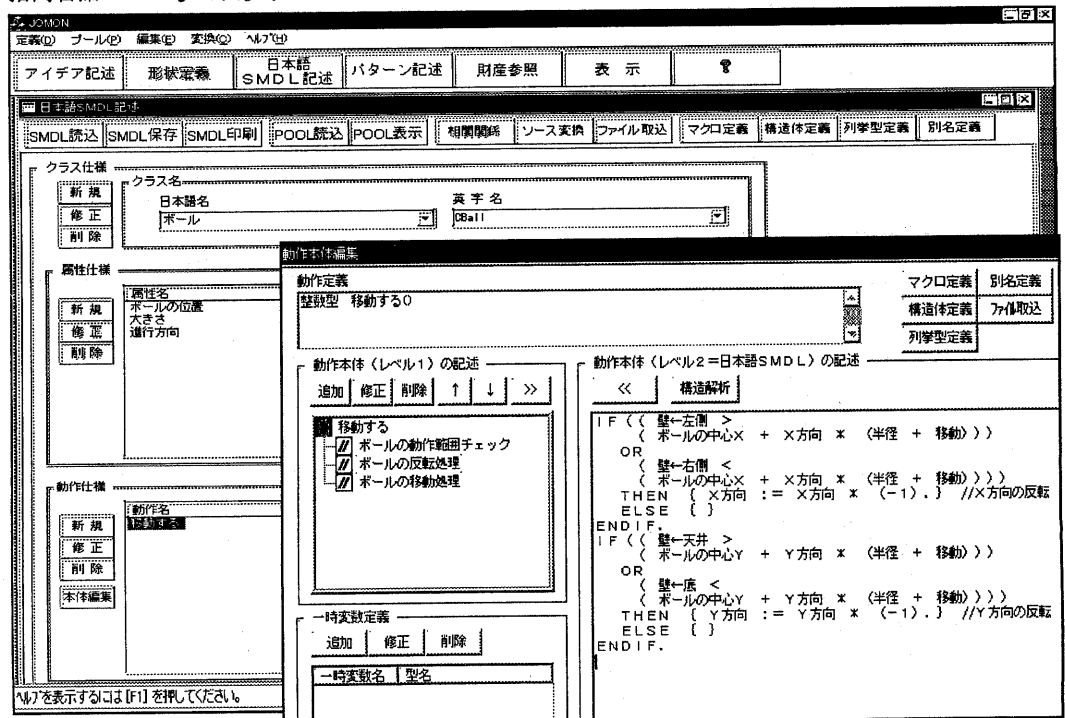 JOMON
定義(D) プール(P) 編集(E) 変換(C) ヘルプ(H)
アイデア記述 形状定義 日本語SMDL記述 パターン記述 財産参照 表 示 ?
日本語SMDL記述
SMDL読込 SMDL保存 SMDL印刷 POOL読込 POOL表示 相関関係 ソース変換 ファイル取込 マクロ定義 構造体定義 列挙型定義 別名定義
クラス仕様
新 規
修 正
削 除
クラス名
日本語名 英 字 名
ボール CBall
属性仕様
新 規
修 正
削 除
属性名
ボールの位置
大きさ
進行方向
動作仕様
新 規
修 正
削 除
本体編集
動作名
移動する
動作本体編集
動作定義
整数型 移動する()
マクロ定義 別名定義
構造体定義 ファイル取込
列挙型定義
動作本体(レベル1)の記述
追加 修正 削除 ↑ ↓ >>
移動する
// ボールの動作範囲チェック
// ボールの反転処理
// ボールの移動処理
一時変数定義
追加 修正 削除
一時変数名 型名
動作本体(レベル2=日本語SMDL)の記述
<< 構造解析
IF(( 壁←左側 >
( ボールの中心X + X方向 * (半径 + 移動)))
OR
( 壁←右側 <
( ボールの中心X + X方向 * (半径 + 移動))))
THEN { X方向 := X方向 * (-1). } //X方向の反転
ELSE { }
ENDIF.
IF(( 壁←天井 >
( ボールの中心Y + Y方向 * (半径 + 移動)))
OR
( 壁←底 <
( ボールの中心Y + Y方向 * (半径 + 移動))))
THEN { Y方向 := Y方向 * (-1). } //Y方向の反転
ELSE { }
ENDIF.
ヘルプを表示するには [F1] を押してください。